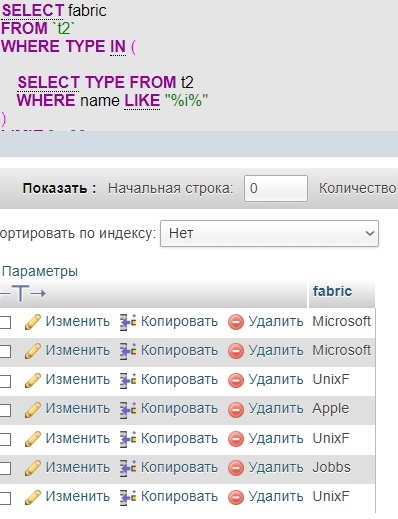 SELECT fabric
FROM `t2`
WHERE TYPE IN (
SELECT TYPE FROM t2
WHERE name LIKE "%i%"
)
Показать : Начальная строка: 0 Количество
ортировать по индексу: Нет
Параметры
fabric
Изменить Копировать Удалить Microsoft
Изменить Копировать Удалить Microsoft
Изменить Копировать Удалить UnixF
Изменить Копировать Удалить Apple
Изменить Копировать Удалить UnixF
Изменить Копировать Удалить Jobbs
Изменить Копировать Удалить UnixF